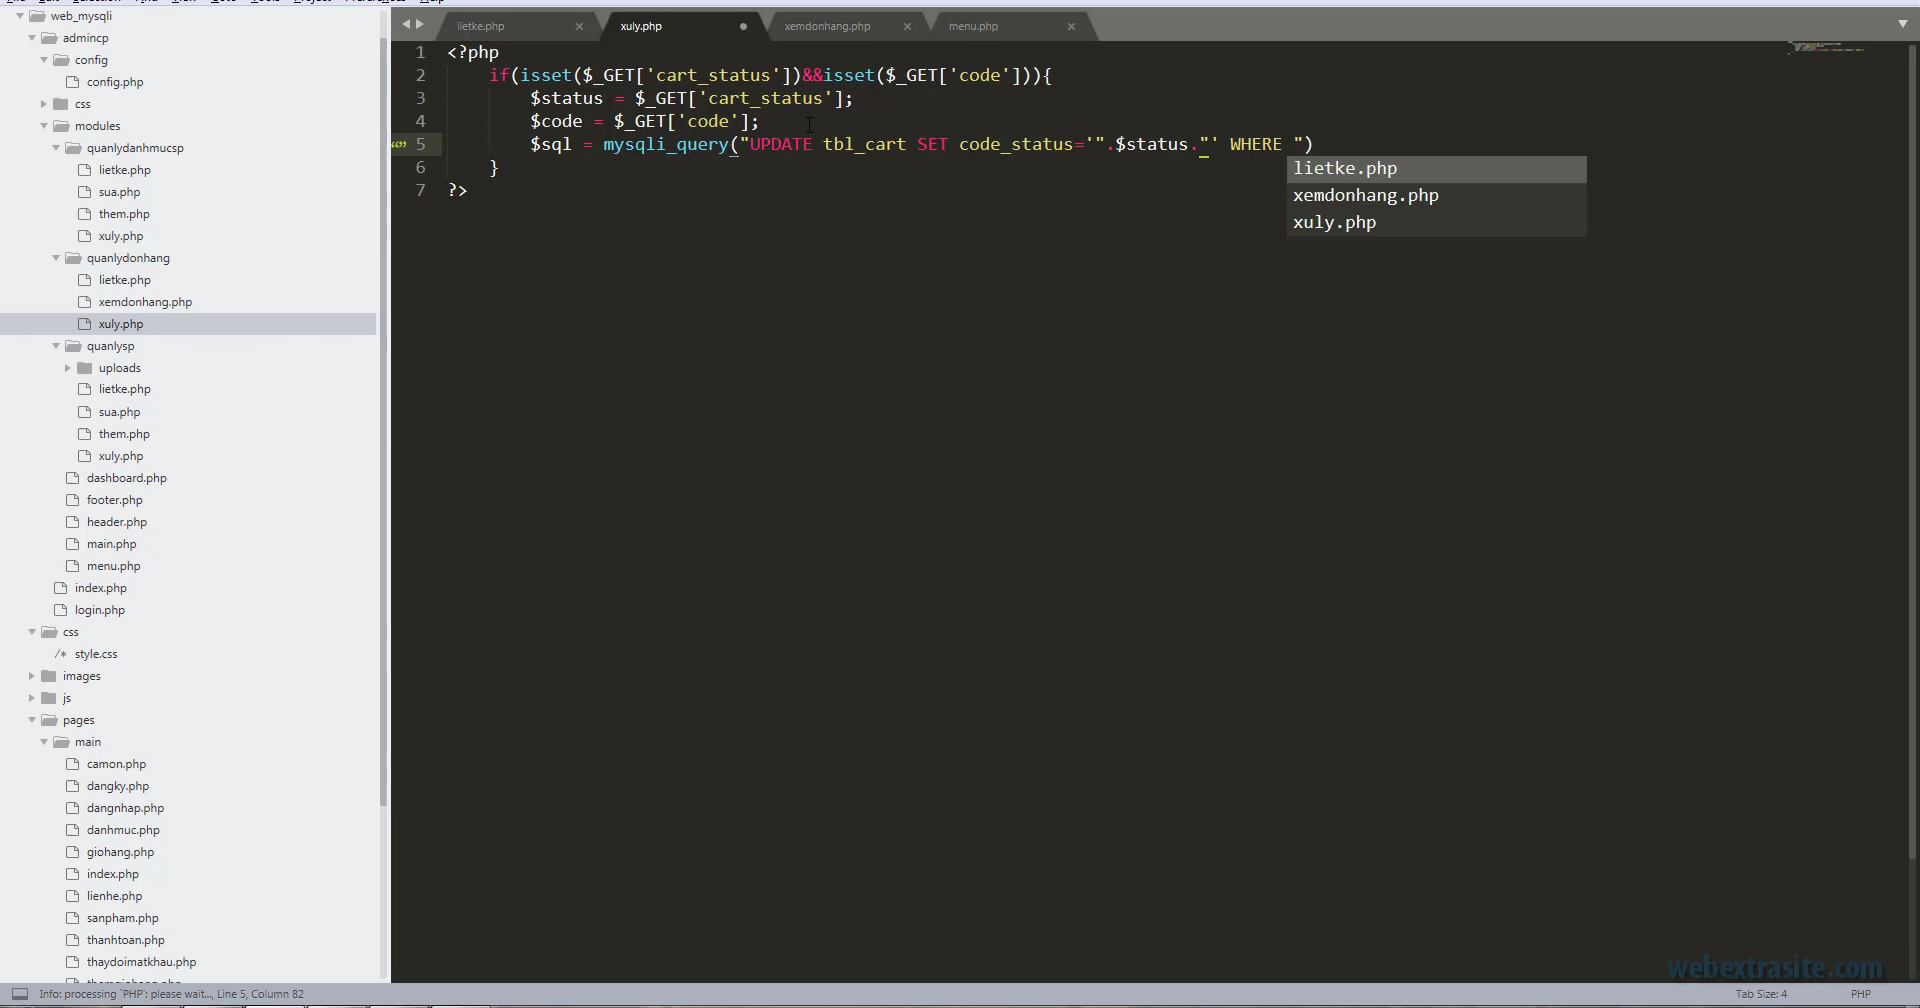 web_mysqli
admincp
config
config.php
css
modules
quanlydanhmucsp
lietke.php
sua.php
them.php
xuly.php
quanlydonhang
lietke.php
xemdonhang.php
xuly.php
quanlysp
uploads
lietke.php
sua.php
them.php
xuly.php
dashboard.php
footer.php
header.php
main.php
menu.php
index.php
login.php
css
style.css
images
js
pages
main
camon.php
dangky.php
dangnhap.php
danhmuc.php
giohang.php
index.php
lienhe.php
sanpham.php
thanhtoan.php
thaydoimatkhau.php
lietke.php xuly.php xemdonhang.php menu.php
1 <?php
2 if(isset($_GET['cart_status'])&&isset($_GET['code'])){
3 $status = $_GET['cart_status'];
4 $code = $_GET['code'];
5 $sql = mysqli_query("UPDATE tbl_cart SET code_status='".$status."' WHERE ")
6 }
7 ?>
lietke.php
xemdonhang.php
xuly.php
webextrasite.com
Info: processing `PHP`: please wait..., Line 5, Column 82 Tab Size: 4 PHP